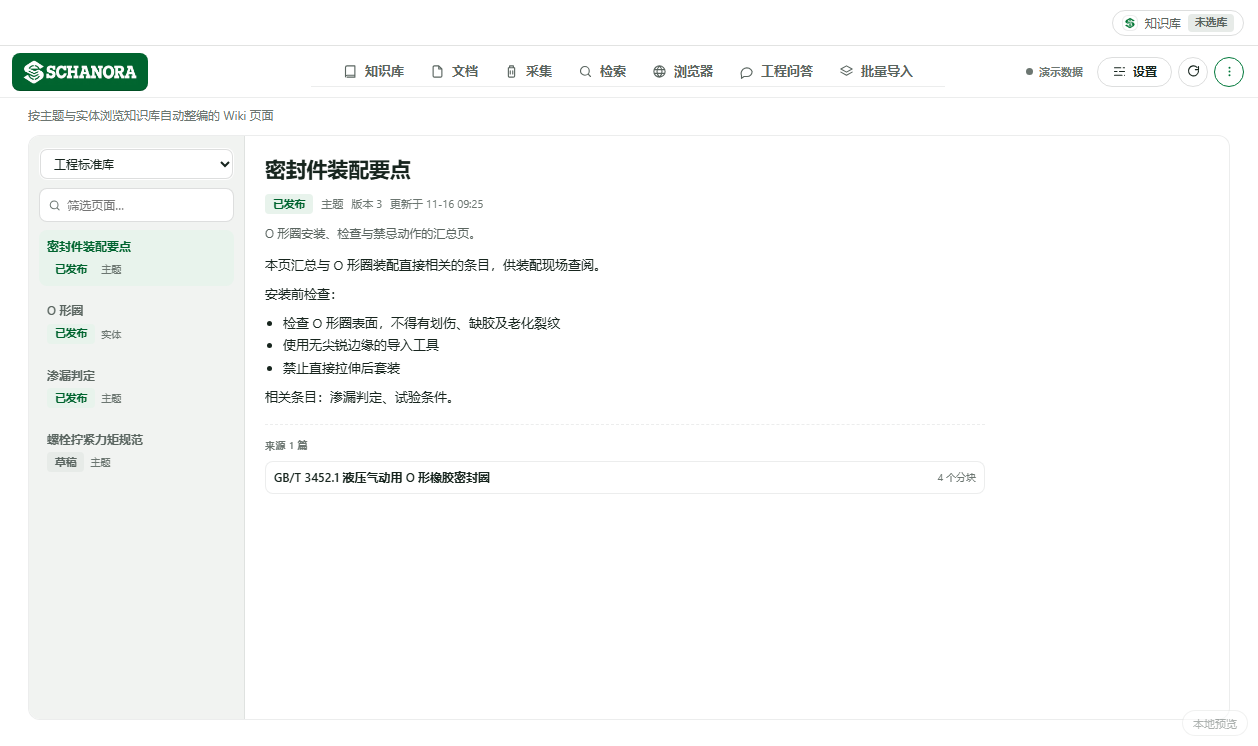 知识库 未选库
SCHANORA
知识库 文档 采集 检索 浏览器 工程问答 批量导入
演示数据 设置
按主题与实体浏览知识库自动整编的 Wiki 页面
工程标准库
筛选页面...
密封件装配要点
已发布 主题
O 形圈
已发布 实体
渗漏判定
已发布 主题
螺栓拧紧力矩规范
草稿 主题
密封件装配要点
已发布 主题 版本 3 更新于 11-16 09:25
O 形圈安装、检查与禁忌动作的汇总页。
本页汇总与 O 形圈装配直接相关的条目，供装配现场查阅。
安装前检查：
检查 O 形圈表面，不得有划伤、缺胶及老化裂纹
使用无尖锐边缘的导入工具
禁止直接拉伸后套装
相关条目：渗漏判定、试验条件。
来源 1 篇
GB/T 3452.1 液压气动用 O 形橡胶密封圈 4 个分块
本地预览